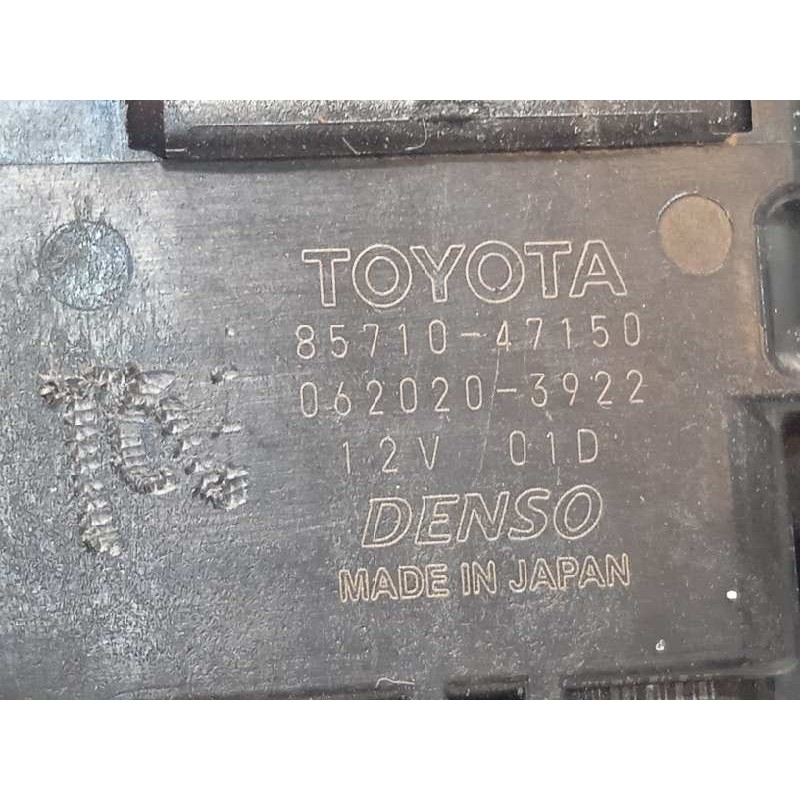 TOYOTA
85710-47150
062020-3922
12V 01D
DENSO
MADE IN JAPAN